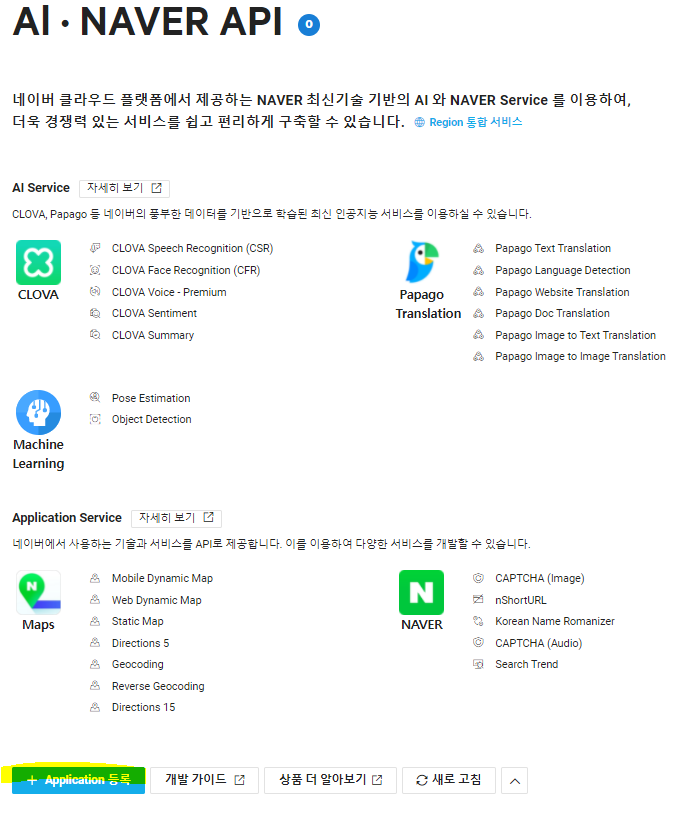 AI · NAVER API 0
네이버 클라우드 플랫폼에서 제공하는 NAVER 최신기술 기반의 AI 와 NAVER Service 를 이용하여,
더욱 경쟁력 있는 서비스를 쉽고 편리하게 구축할 수 있습니다. Region 통합 서비스
AI Service 자세히 보기
CLOVA, Papago 등 네이버의 풍부한 데이터를 기반으로 학습된 최신 인공지능 서비스를 이용하실 수 있습니다.
CLOVA
CLOVA Speech Recognition (CSR)
CLOVA Face Recognition (CFR)
CLOVA Voice - Premium
CLOVA Sentiment
CLOVA Summary
Papago
Translation
Papago Text Translation
Papago Language Detection
Papago Website Translation
Papago Doc Translation
Papago Image to Text Translation
Papago Image to Image Translation
Machine
Learning
Pose Estimation
Object Detection
Application Service 자세히 보기
네이버에서 사용하는 기술과 서비스를 API로 제공합니다. 이를 이용하여 다양한 서비스를 개발할 수 있습니다.
N
Maps
Mobile Dynamic Map
Web Dynamic Map
Static Map
Directions 5
Geocoding
Reverse Geocoding
Directions 15
N
NAVER
CAPTCHA (Image)
nShortURL
Korean Name Romanizer
CAPTCHA (Audio)
Search Trend
+ Application 등록 개발 가이드 상품 더 알아보기 새로 고침